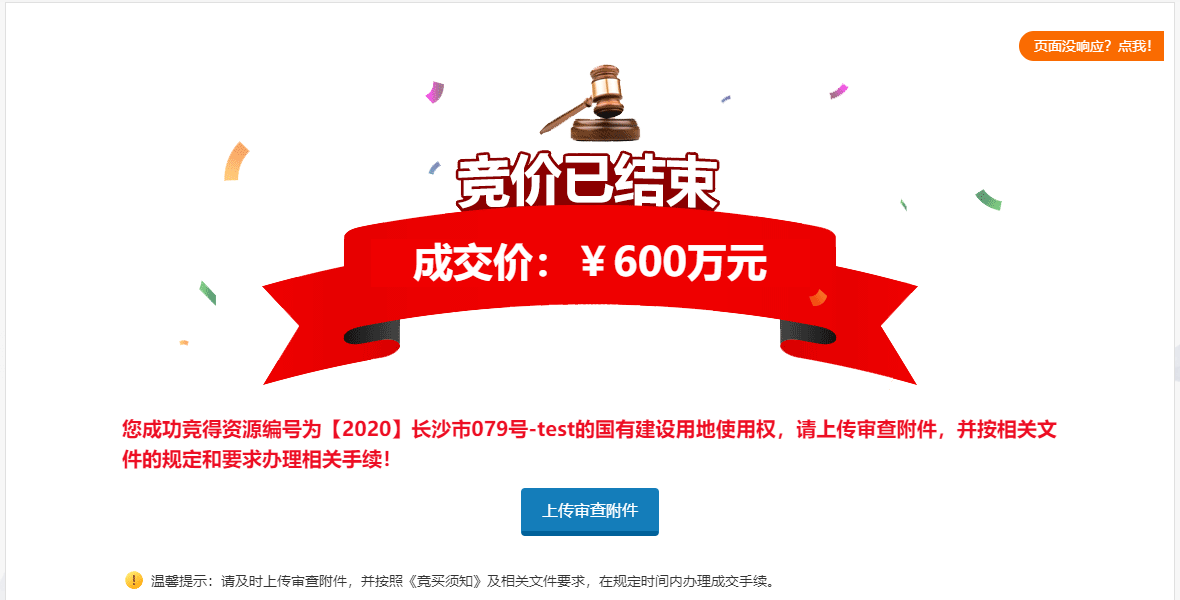 页面没响应？点我！
竞价已结束
成交价：￥600万元
您成功竞得资源编号为【2020】长沙市079号-test的国有建设用地使用权，请上传审查附件，并按相关文
件的规定和要求办理相关手续！
上传审查附件
温馨提示：请及时上传审查附件，并按照《竞买须知》及相关文件要求，在规定时间内办理成交手续。